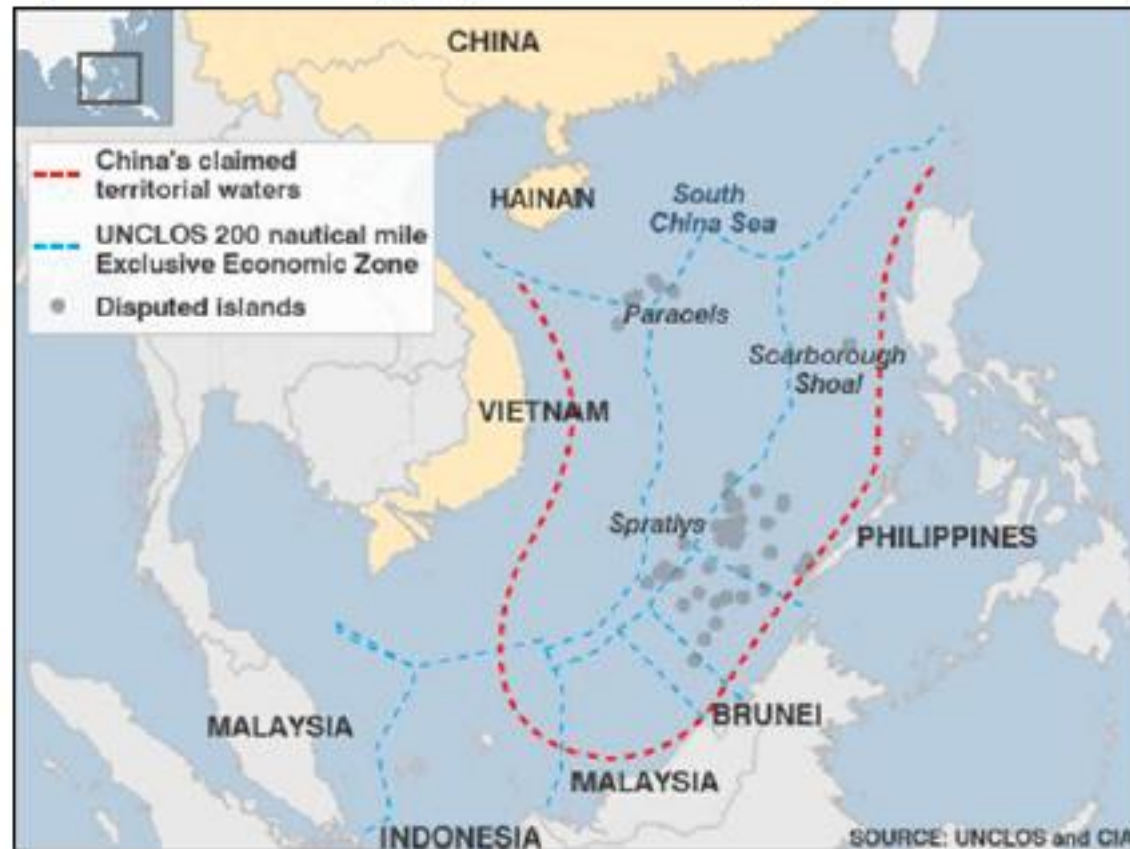 CHINA
China's claimed
territorial waters
UNCLOS 200 nautical mile
Exclusive Economic Zone
Disputed islands
HAINAN
South
China Sea
Paracels
Scarborough
Shoal
VIETNAM
Spratlys
PHILIPPINES
MALAYSIA
BRUNEI
MALAYSIA
INDONESIA
SOURCE: UNCLOS and CIA